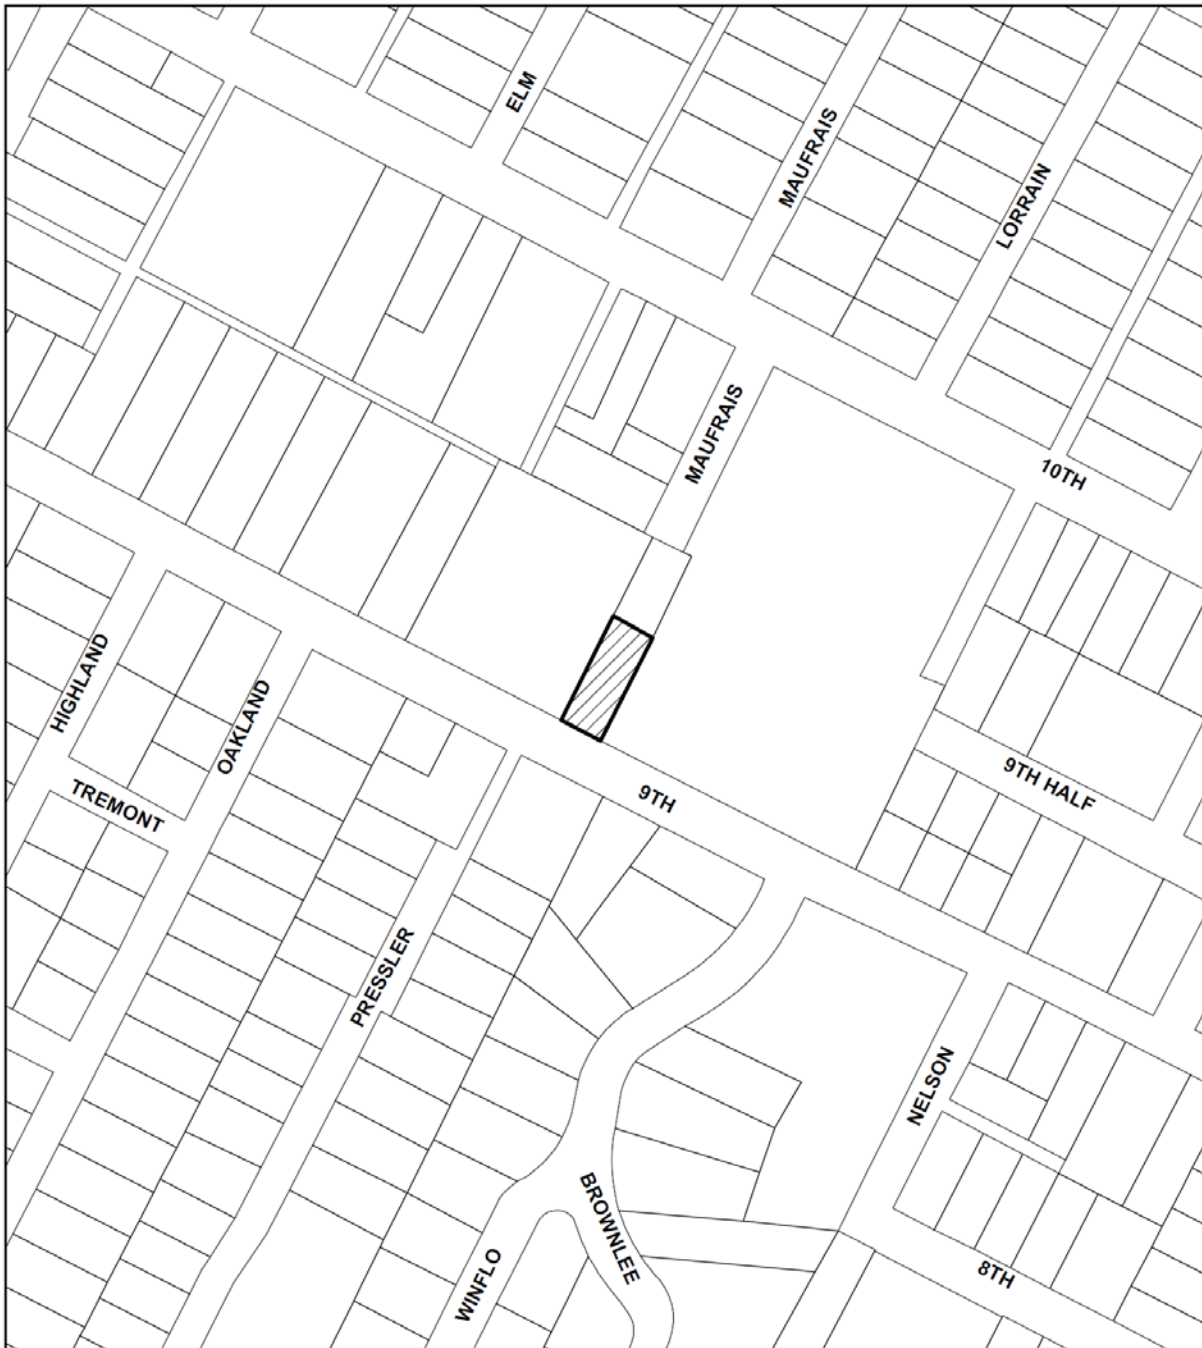 ELM
MAUFRAIS
LORRAIN
MAUFRAIS
10TH
HIGHLAND
OAKLAND
TREMONT
9TH
9TH HALF
PRESSLER
NELSON
BROWNLEE
WINFLO
8TH